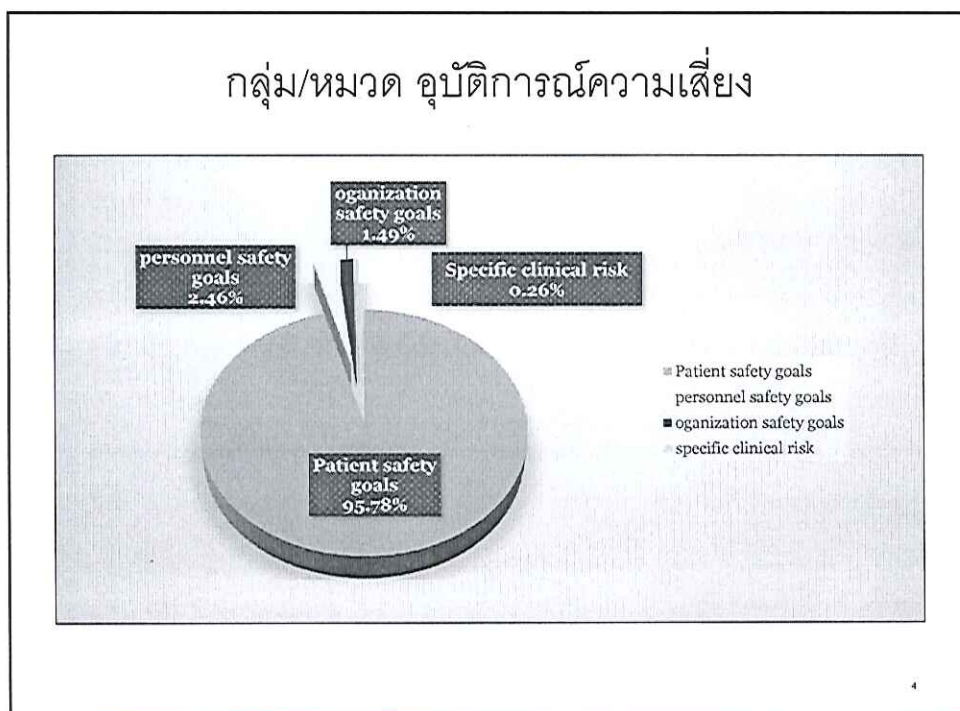 กลุ่ม/หมวด อุบัติการณ์ความเสี่ยง
oganization
safety goals
1.49%
personnel safety
goals
2.46%
Specific clinical risk
0.26%
Patient safety
goals
95.78%
Patient safety goals
personnel safety goals
oganization safety goals
specific clinical risk
4